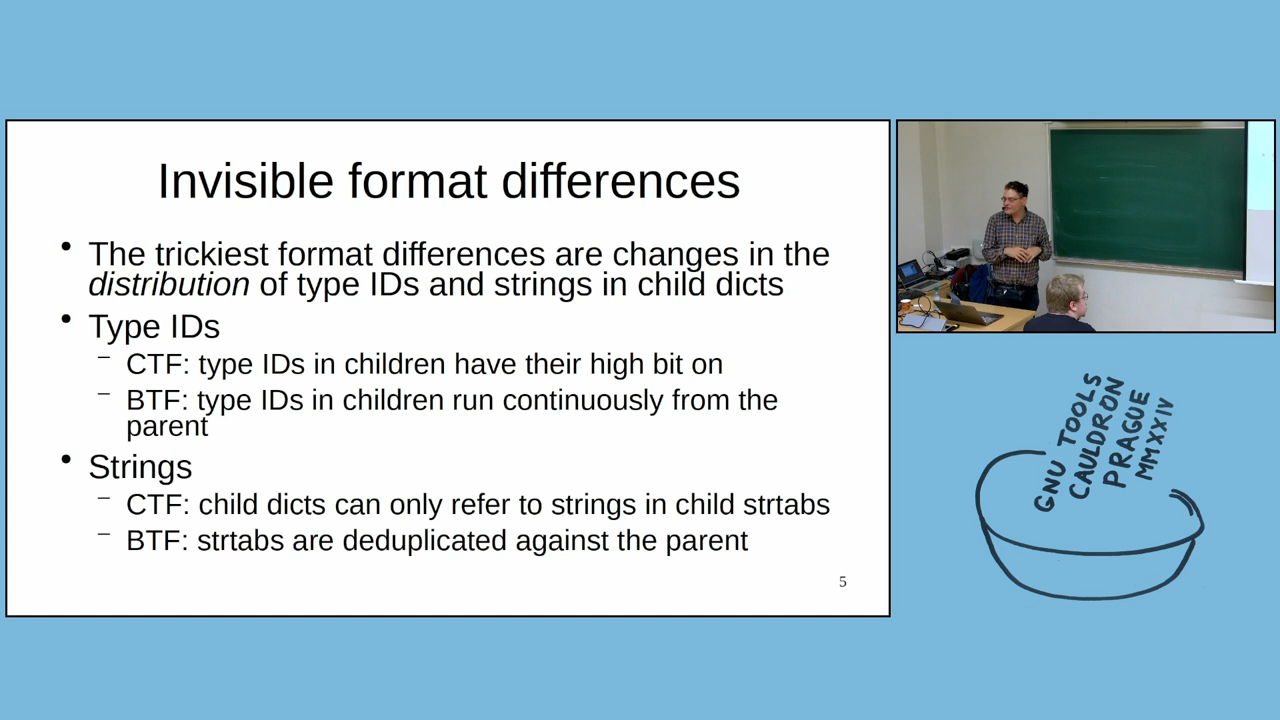 Invisible format differences
• The trickiest format differences are changes in the
distribution of type IDs and strings in child dicts
• Type IDs
– CTF: type IDs in children have their high bit on
– BTF: type IDs in children run continuously from the
parent
• Strings
– CTF: child dicts can only refer to strings in child strtabs
– BTF: strtabs are deduplicated against the parent
5
GNU TOOLS
CAULDRON
PRAGUE
MMXXIV